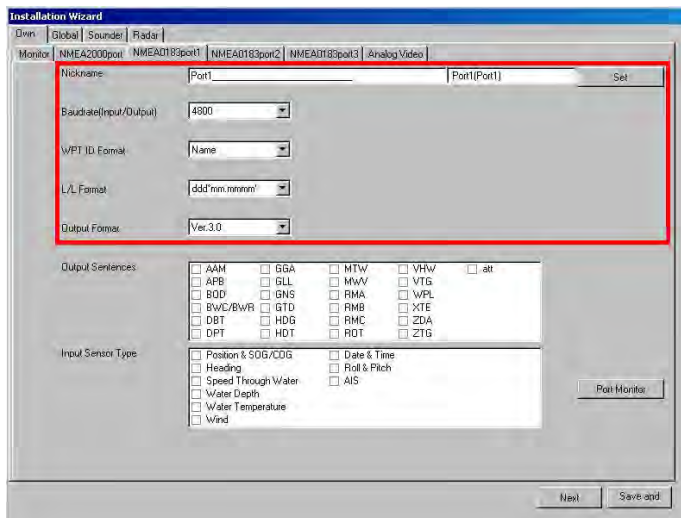 Installation Wizard
Own Global Sounder Radar
Monitor NMEA2000port NMEA0183port1 NMEA0183port2 NMEA0183port3 Analog Video
Nickname Port1____________________ Port1(Port1) Set
Baudrate(Input/Output) 4800
WPT ID Format Name
L/L Format ddd°mm.mmmm'
Output Format Ver.3.0
Output Sentences AAM GGA MTW VHW att
APB GLL MWV VTG
BOD GNS RMA WPL
BWC/BWR GTD RMB XTE
DBT HDG RMC ZDA
DPT HDT ROT ZTG
Input Sensor Type Position & SOG/COG Date & Time
Heading Roll & Pitch
Speed Through Water AIS
Water Depth
Water Temperature
Wind
Port Monitor
Next Save and